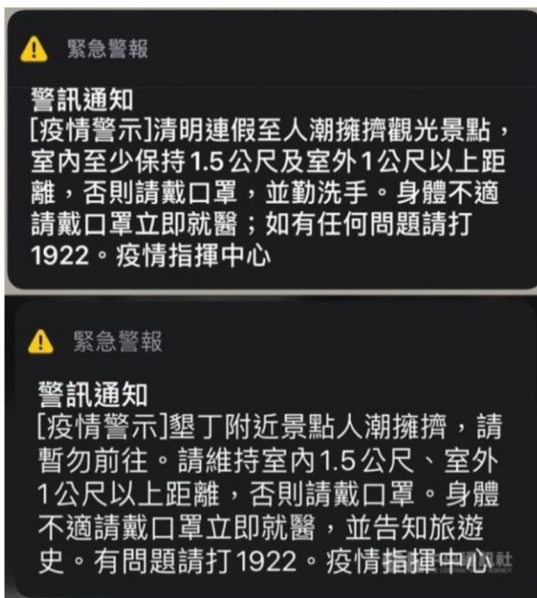 緊急警報
警訊通知
[疫情警示]清明連假至人潮擁擠觀光景點，
室內至少保持1.5公尺及室外1公尺以上距
離，否則請戴口罩，並勤洗手。身體不適
請戴口罩立即就醫；如有任何問題請打
1922。疫情指揮中心
緊急警報
警訊通知
[疫情警示]墾丁附近景點人潮擁擠，請
暫勿前往。請維持室內1.5公尺、室外
1公尺以上距離，否則請戴口罩。身體
不適請戴口罩立即就醫，並告知旅遊
史。有問題請打1922。疫情指揮中心